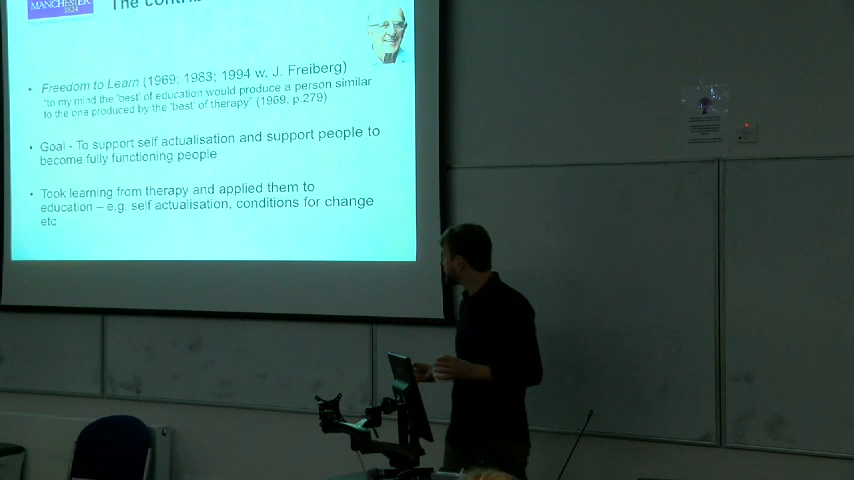 MANCHESTER
1824
The contrib
• Freedom to Learn (1969; 1983; 1994 w. J. Freiberg)
"to my mind the 'best' of education would produce a person similar
to the one produced by the 'best' of therapy" (1969, p.279)
• Goal - To support self actualisation and support people to
become fully functioning people
• Took learning from therapy and applied them to
education – e.g. self actualisation, conditions for change
etc